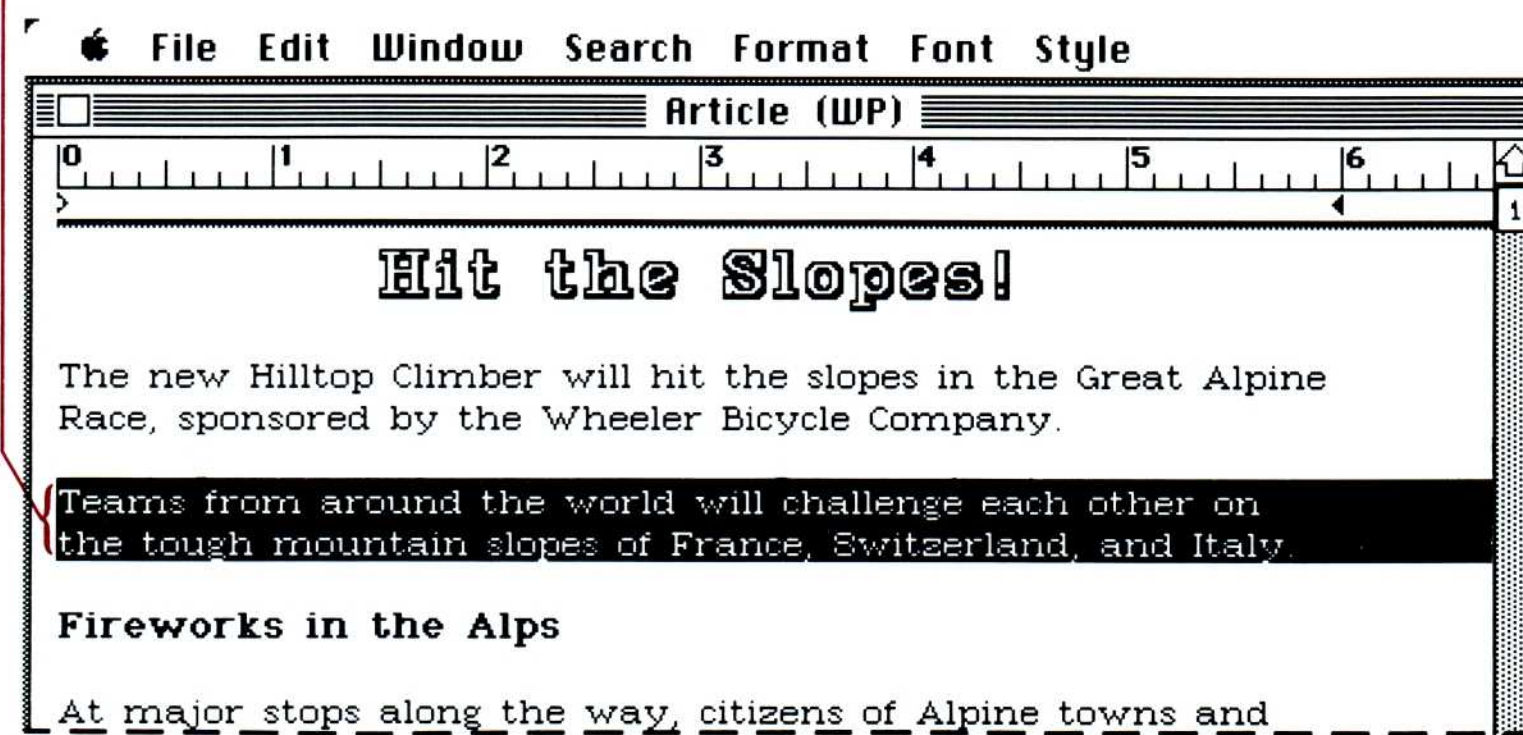 File Edit Window Search Format Font Style
Article (WP)
0 1 2 3 4 5 6
1
Hit the Slopes!
The new Hilltop Climber will hit the slopes in the Great Alpine
Race, sponsored by the Wheeler Bicycle Company.
Teams from around the world will challenge each other on
the tough mountain slopes of France, Switzerland, and Italy.
Fireworks in the Alps
At major stops along the way, citizens of Alpine towns and